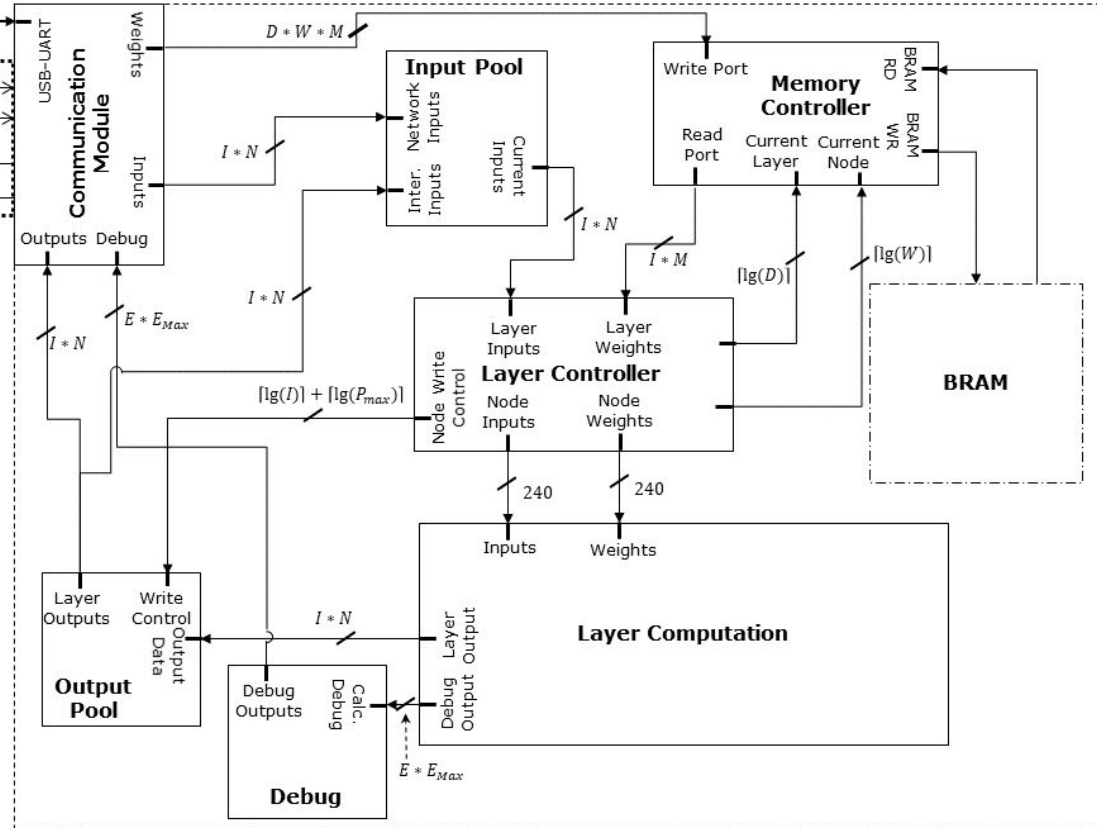 USB-UART
Communication
Module
Weights
Inputs
Outputs
Debug
D * W * M
I * N
Input Pool
Network
Inputs
Inter.
Inputs
Current
Inputs
I * N
Write Port
Memory
Controller
BRAM
RD
BRAM
WR
Read
Port
Current
Layer
Current
Node
I * M
⌈lg(D)⌉
⌈lg(W)⌉
I * N
E * E_Max
I * N
Layer
Inputs
Layer
Weights
Layer Controller
Node Write
Control
Node
Inputs
Node
Weights
⌈lg(I)⌉ + ⌈lg(P_max)⌉
BRAM
240
240
Inputs
Weights
Layer Computation
Layer
Output
Debug
Output
Layer
Outputs
Write
Control
Output
Data
Output
Pool
I * N
Debug
Outputs
Calc.
Debug
Debug
E * E_Max